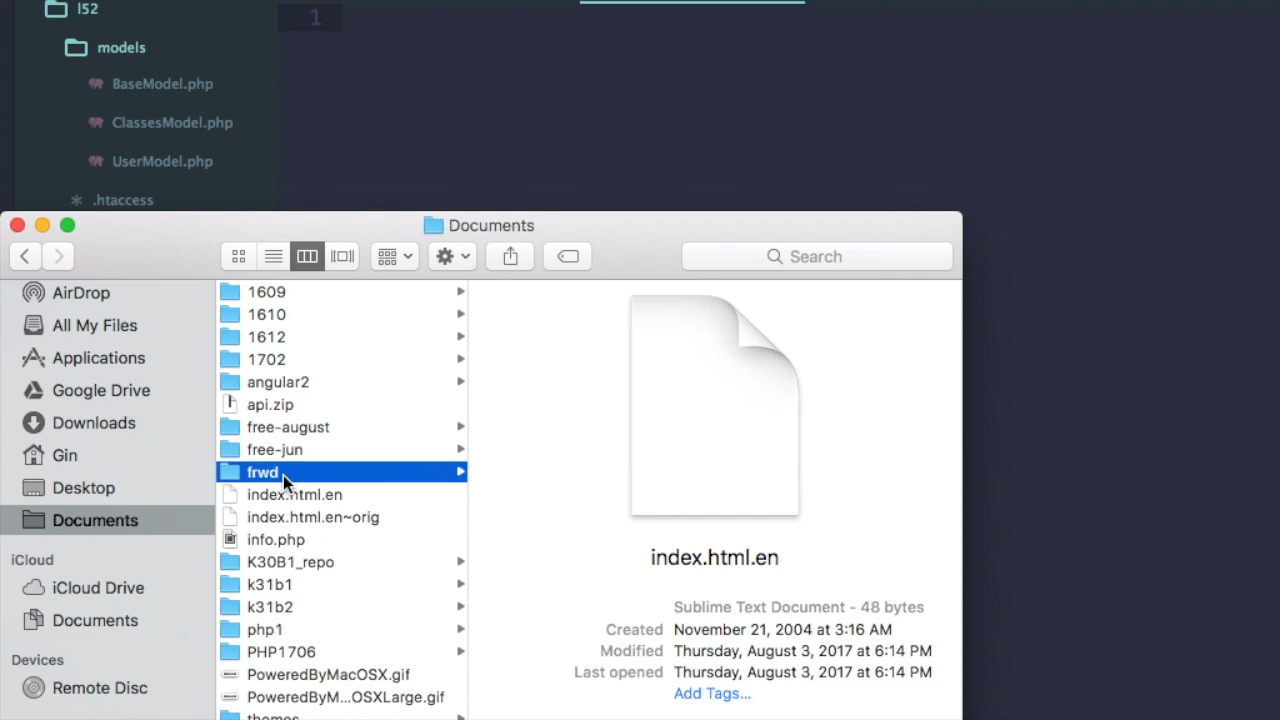 l52
1
models
BaseModel.php
ClassesModel.php
UserModel.php
.htaccess
Documents
Search
AirDrop
All My Files
Applications
Google Drive
Downloads
Gin
Desktop
Documents
iCloud
iCloud Drive
Documents
Devices
Remote Disc
1609
1610
1612
1702
angular2
api.zip
free-august
free-jun
frwd
index.html.en
index.html.en~orig
info.php
K30B1_repo
k31b1
k31b2
php1
PHP1706
PoweredByMacOSX.gif
PoweredByM...OSXLarge.gif
themes
index.html.en
Sublime Text Document - 48 bytes
Created November 21, 2004 at 3:16 AM
Modified Thursday, August 3, 2017 at 6:14 PM
Last opened Thursday, August 3, 2017 at 6:14 PM
Add Tags...